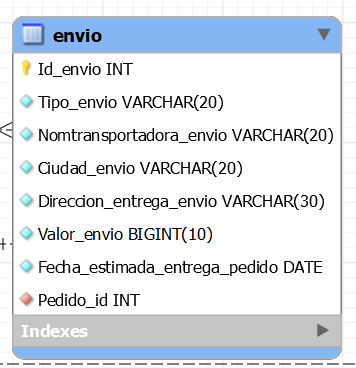 envio
Id_envio INT
Tipo_envio VARCHAR(20)
Nomtransportadora_envio VARCHAR(20)
Ciudad_envio VARCHAR(20)
Direccion_entrega_envio VARCHAR(30)
Valor_envio BIGINT(10)
Fecha_estimada_entrega_pedido DATE
Pedido_id INT
Indexes